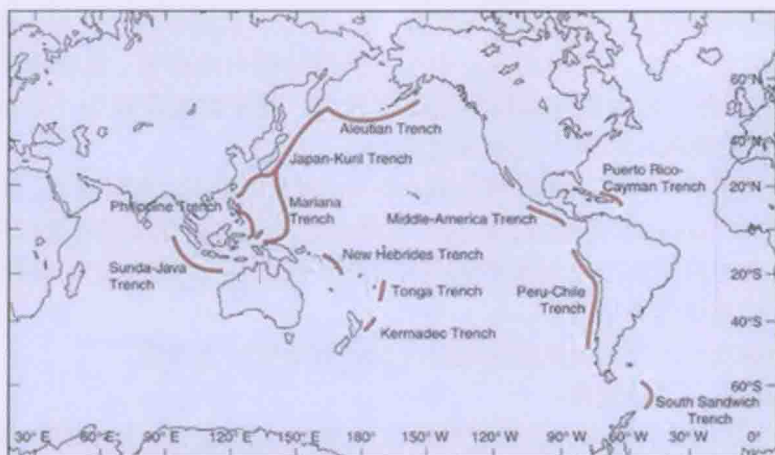 60°N
Aleutian Trench
40°N
Japan-Kuril Trench
Puerto Rico-
Cayman Trench
20°N
Philippine Trench
Mariana
Trench
Middle-America Trench
0°
New Hebrides Trench
Sunda-Java
Trench
20°S
Tonga Trench
Peru-Chile
Trench
40°S
Kermadec Trench
60°S
South Sandwich
Trench
30° E 60° E 90° E 120° E 150° E 180° 150° W 120° W 90° W 60° W 30° W 0°